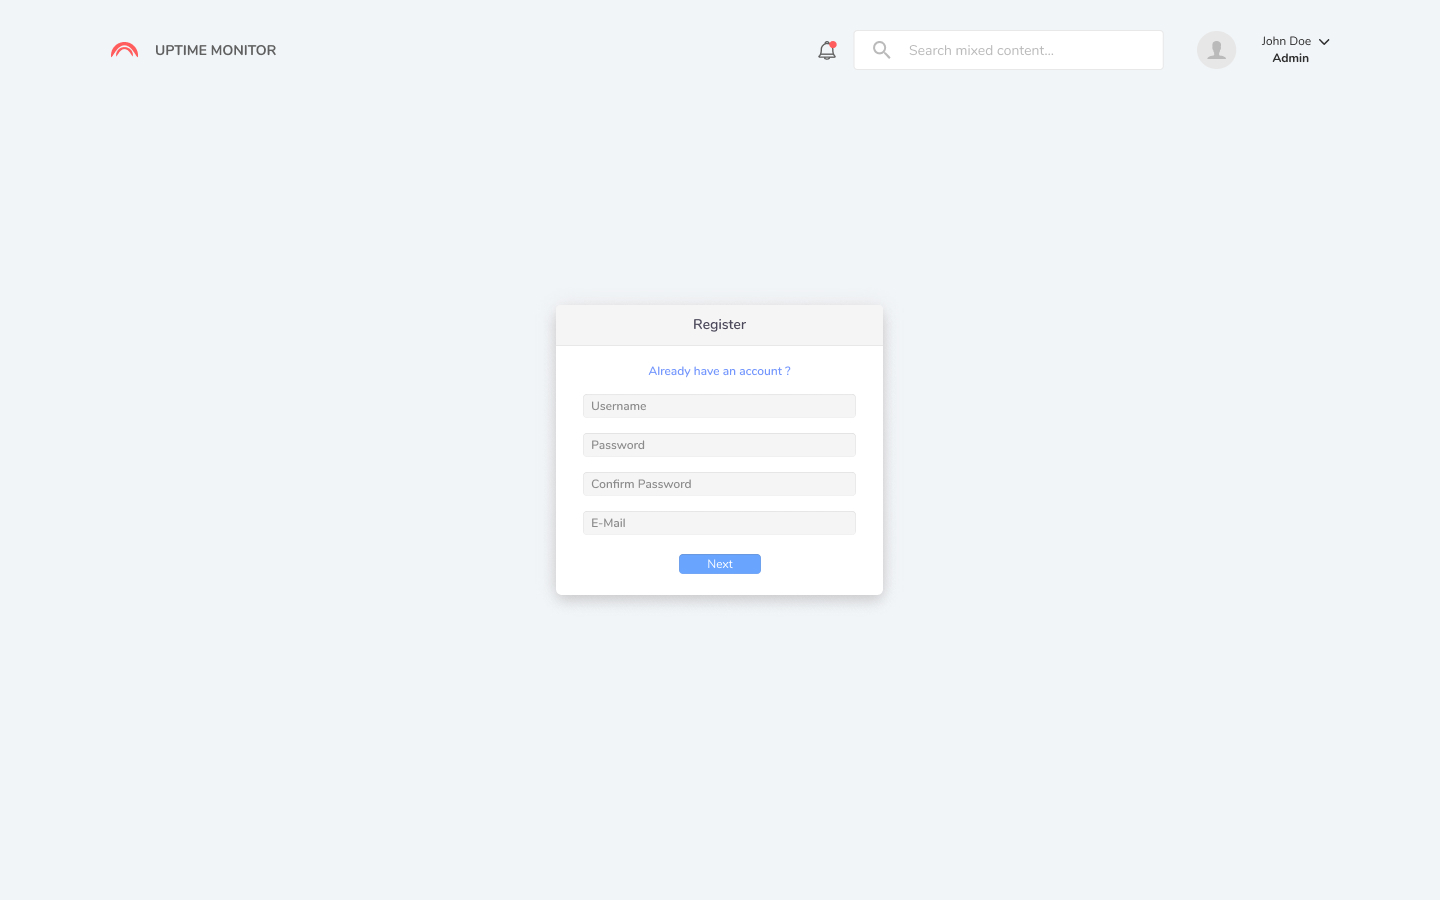 UPTIME MONITOR
Search mixed content...
John Doe
Admin
Register
Already have an account ?
Username
Password
Confirm Password
E-Mail
Next